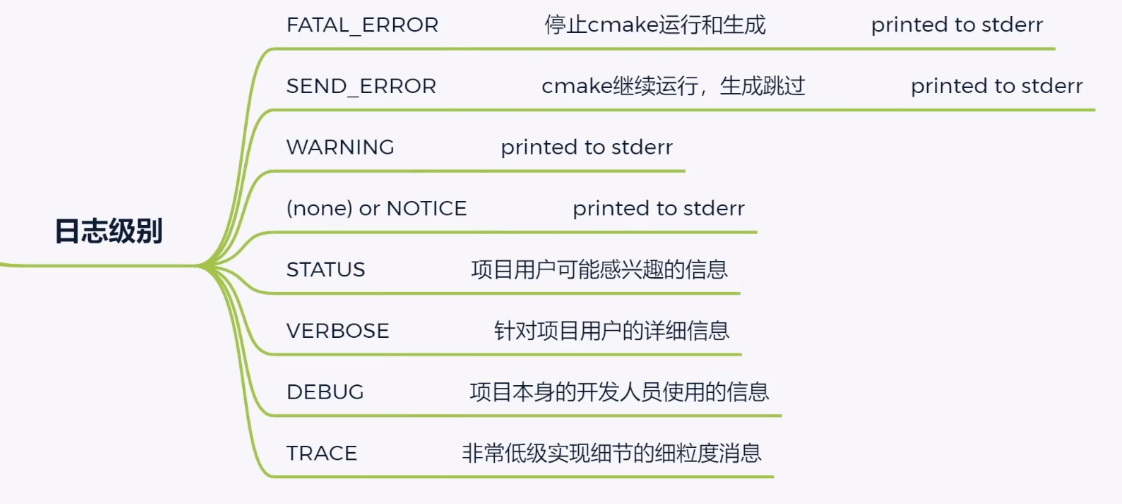 FATAL_ERROR 停止cmake运行和生成 printed to stderr
SEND_ERROR cmake继续运行，生成跳过 printed to stderr
WARNING printed to stderr
(none) or NOTICE printed to stderr
日志级别
STATUS 项目用户可能感兴趣的信息
VERBOSE 针对项目用户的详细信息
DEBUG 项目本身的开发人员使用的信息
TRACE 非常低级实现细节的细粒度消息